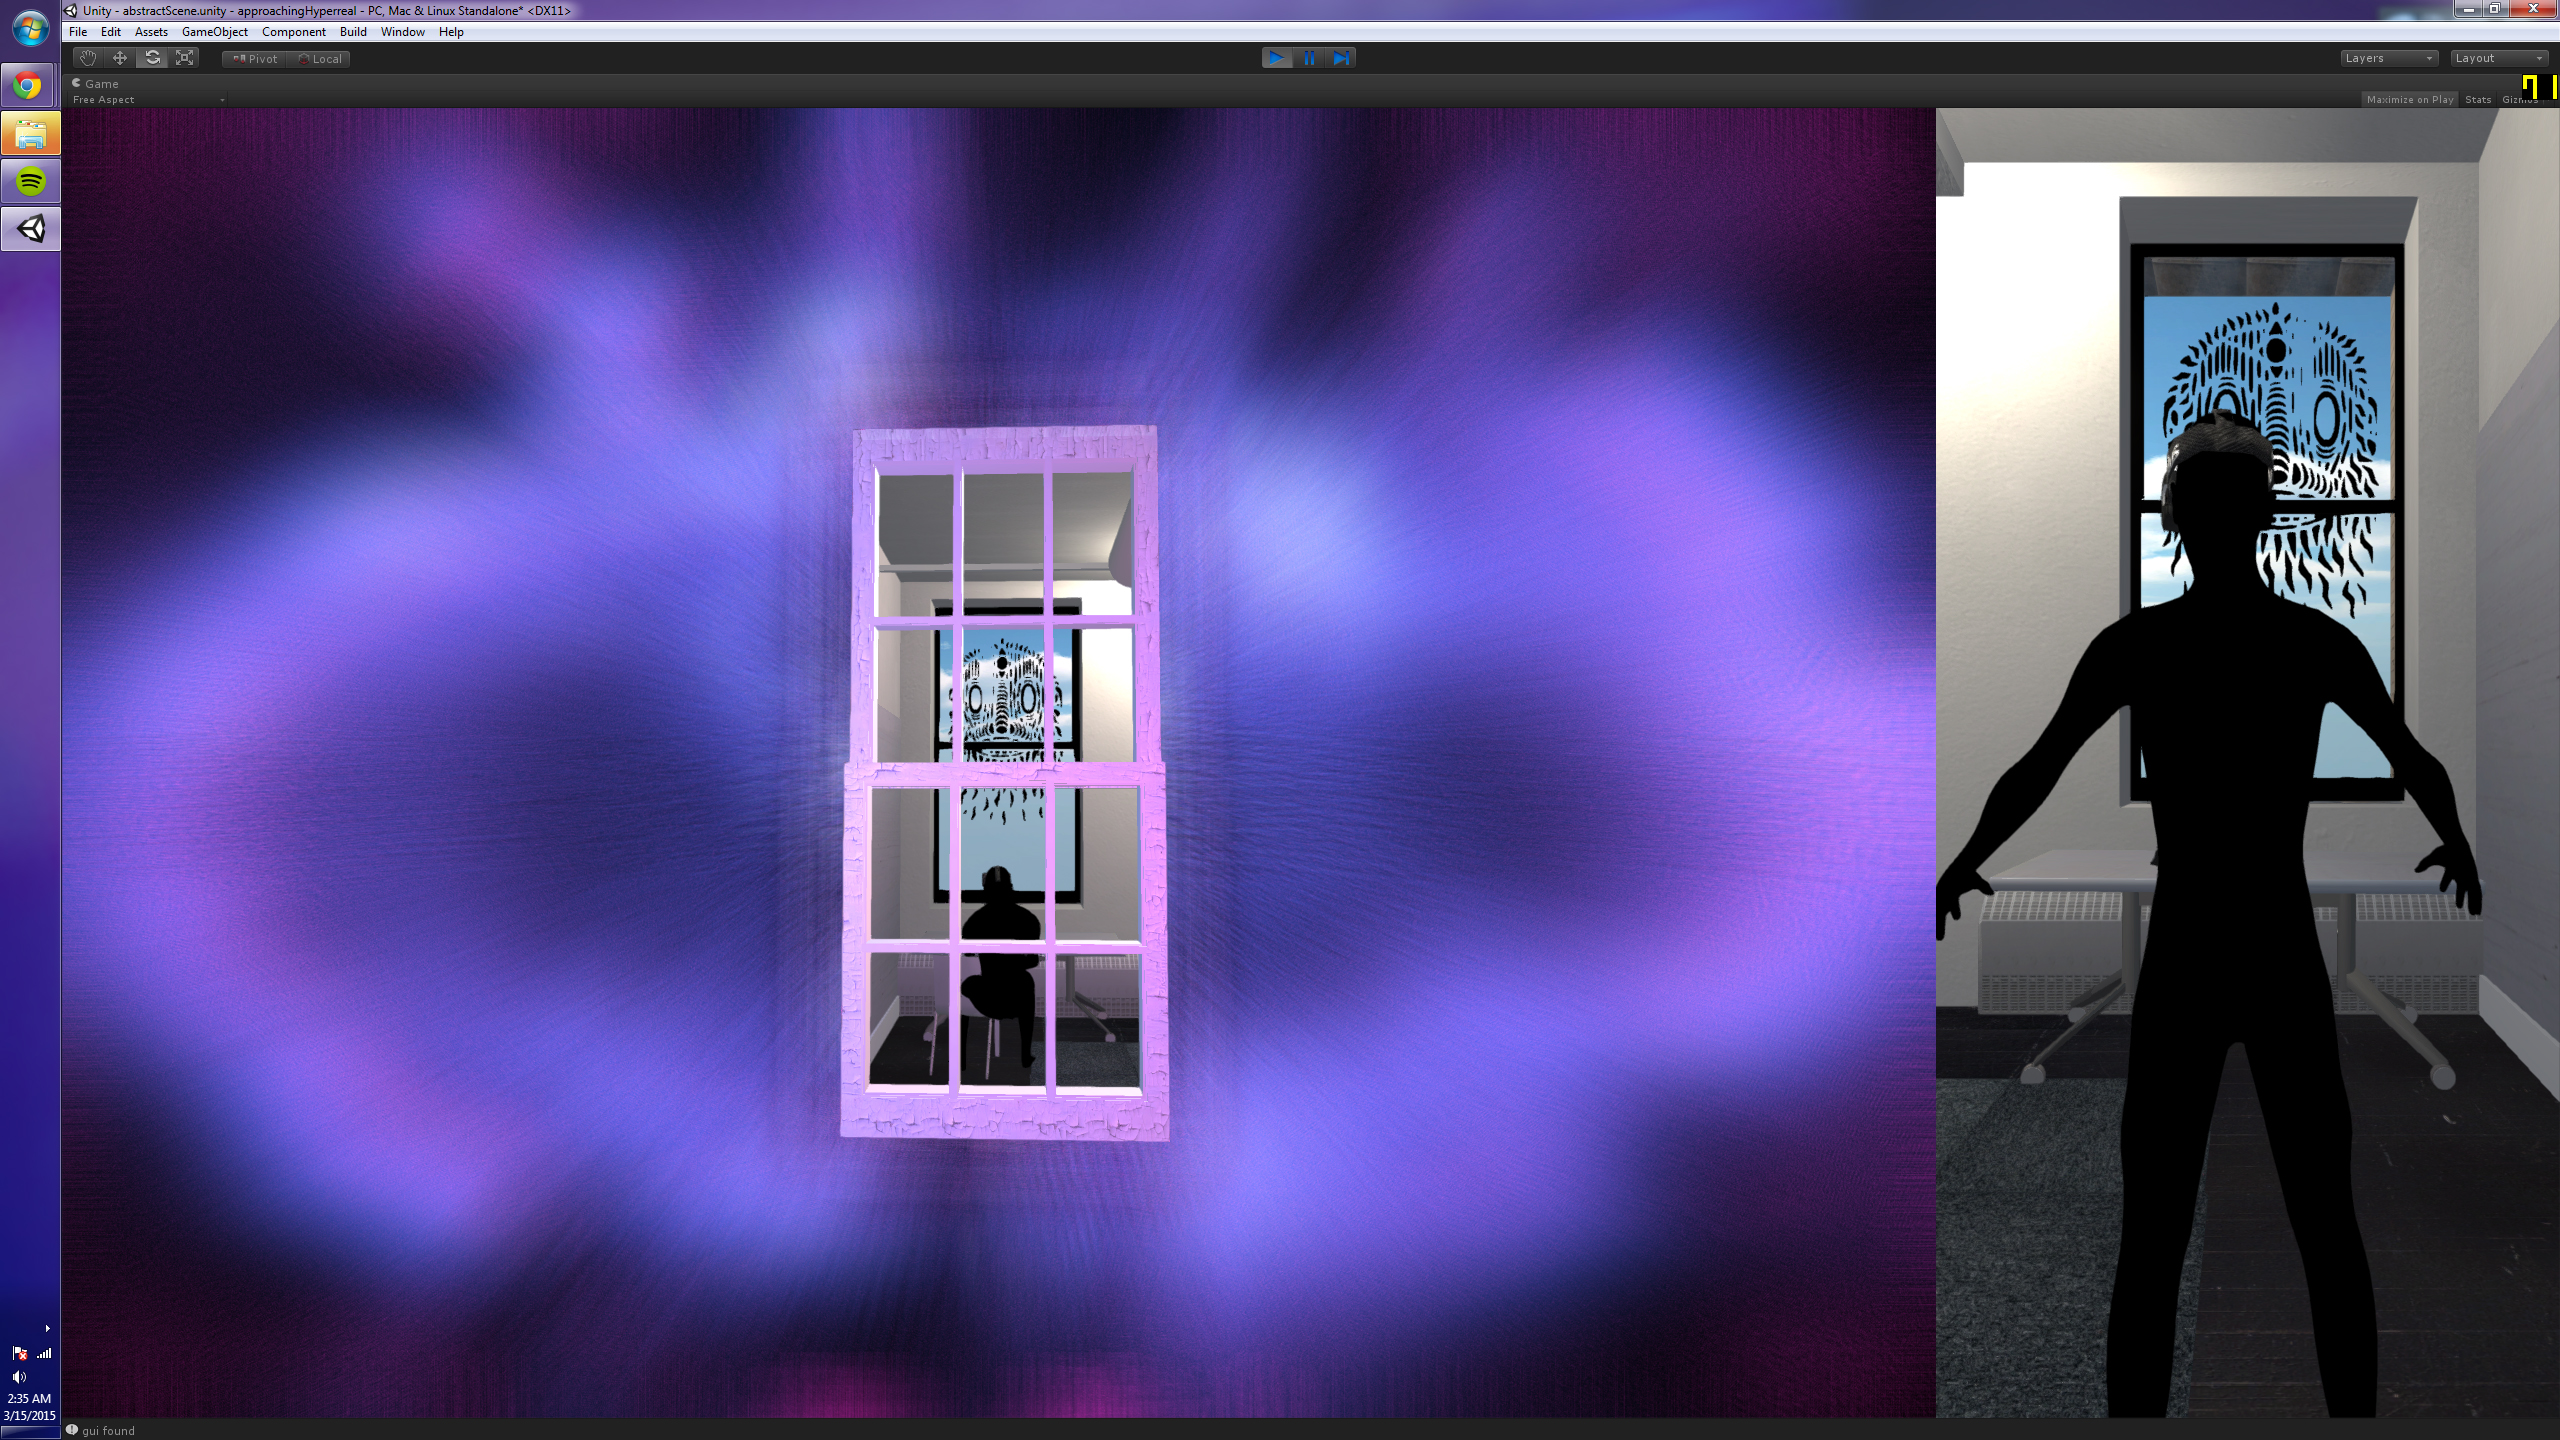 Unity - abstractScene.unity - approachingHyperreal - PC, Mac & Linux Standalone* <DX11>
File Edit Assets GameObject Component Build Window Help
Pivot Local Layers Layout
Game
Free Aspect Maximize on Play Stats
71
2:35 AM
3/15/2015
gui found